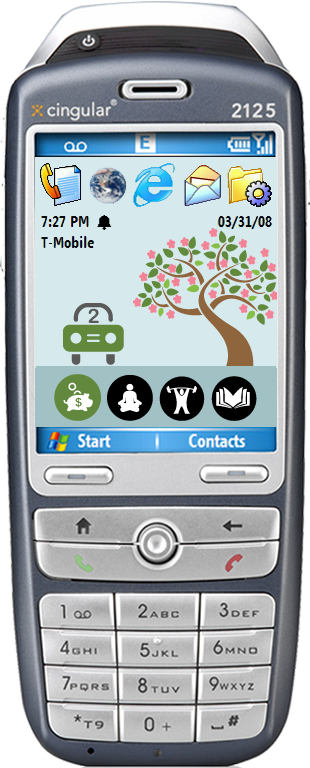 cingular® 2125
E
7:27 PM 03/31/08
T-Mobile
2
$
Start Contacts
1 2ABC 3DEF
4GHI 5JKL 6MNO
7PQRS 8TUV 9WXYZ
*T9 0 + #